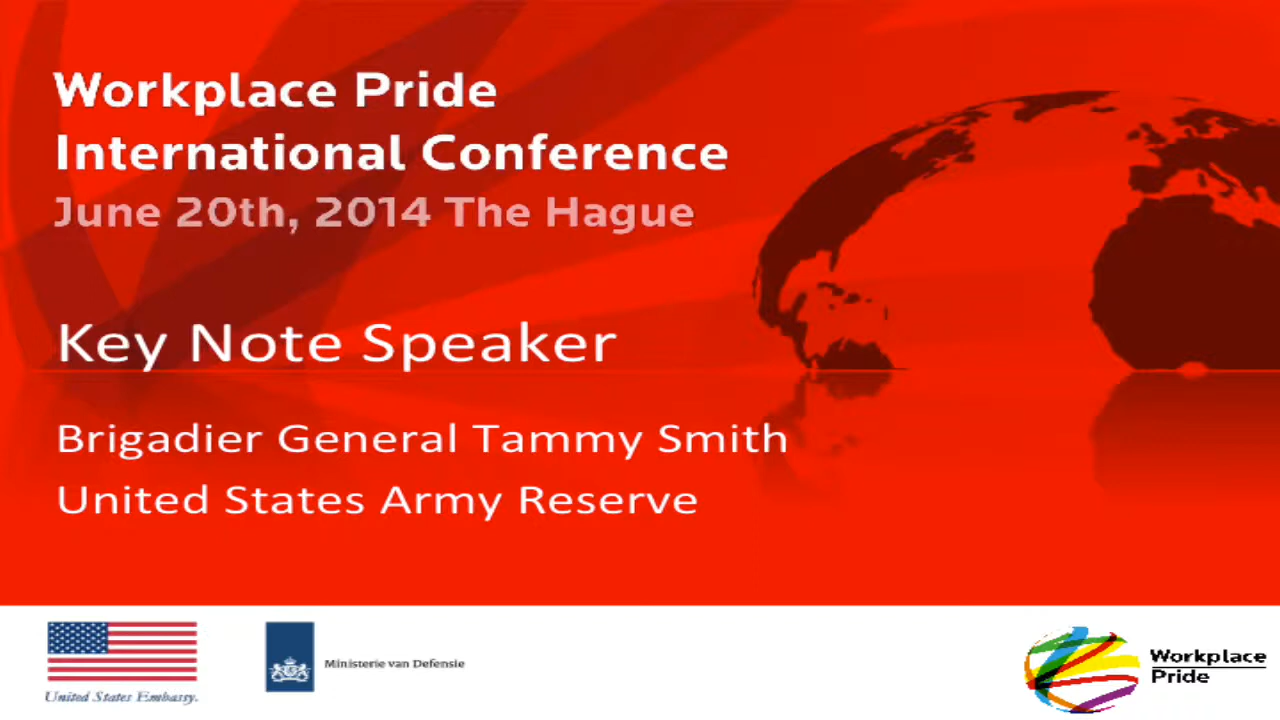 Workplace Pride
International Conference
June 20th, 2014 The Hague
Key Note Speaker
Brigadier General Tammy Smith
United States Army Reserve
United States Embassy.
Ministerie van Defensie
Workplace
Pride